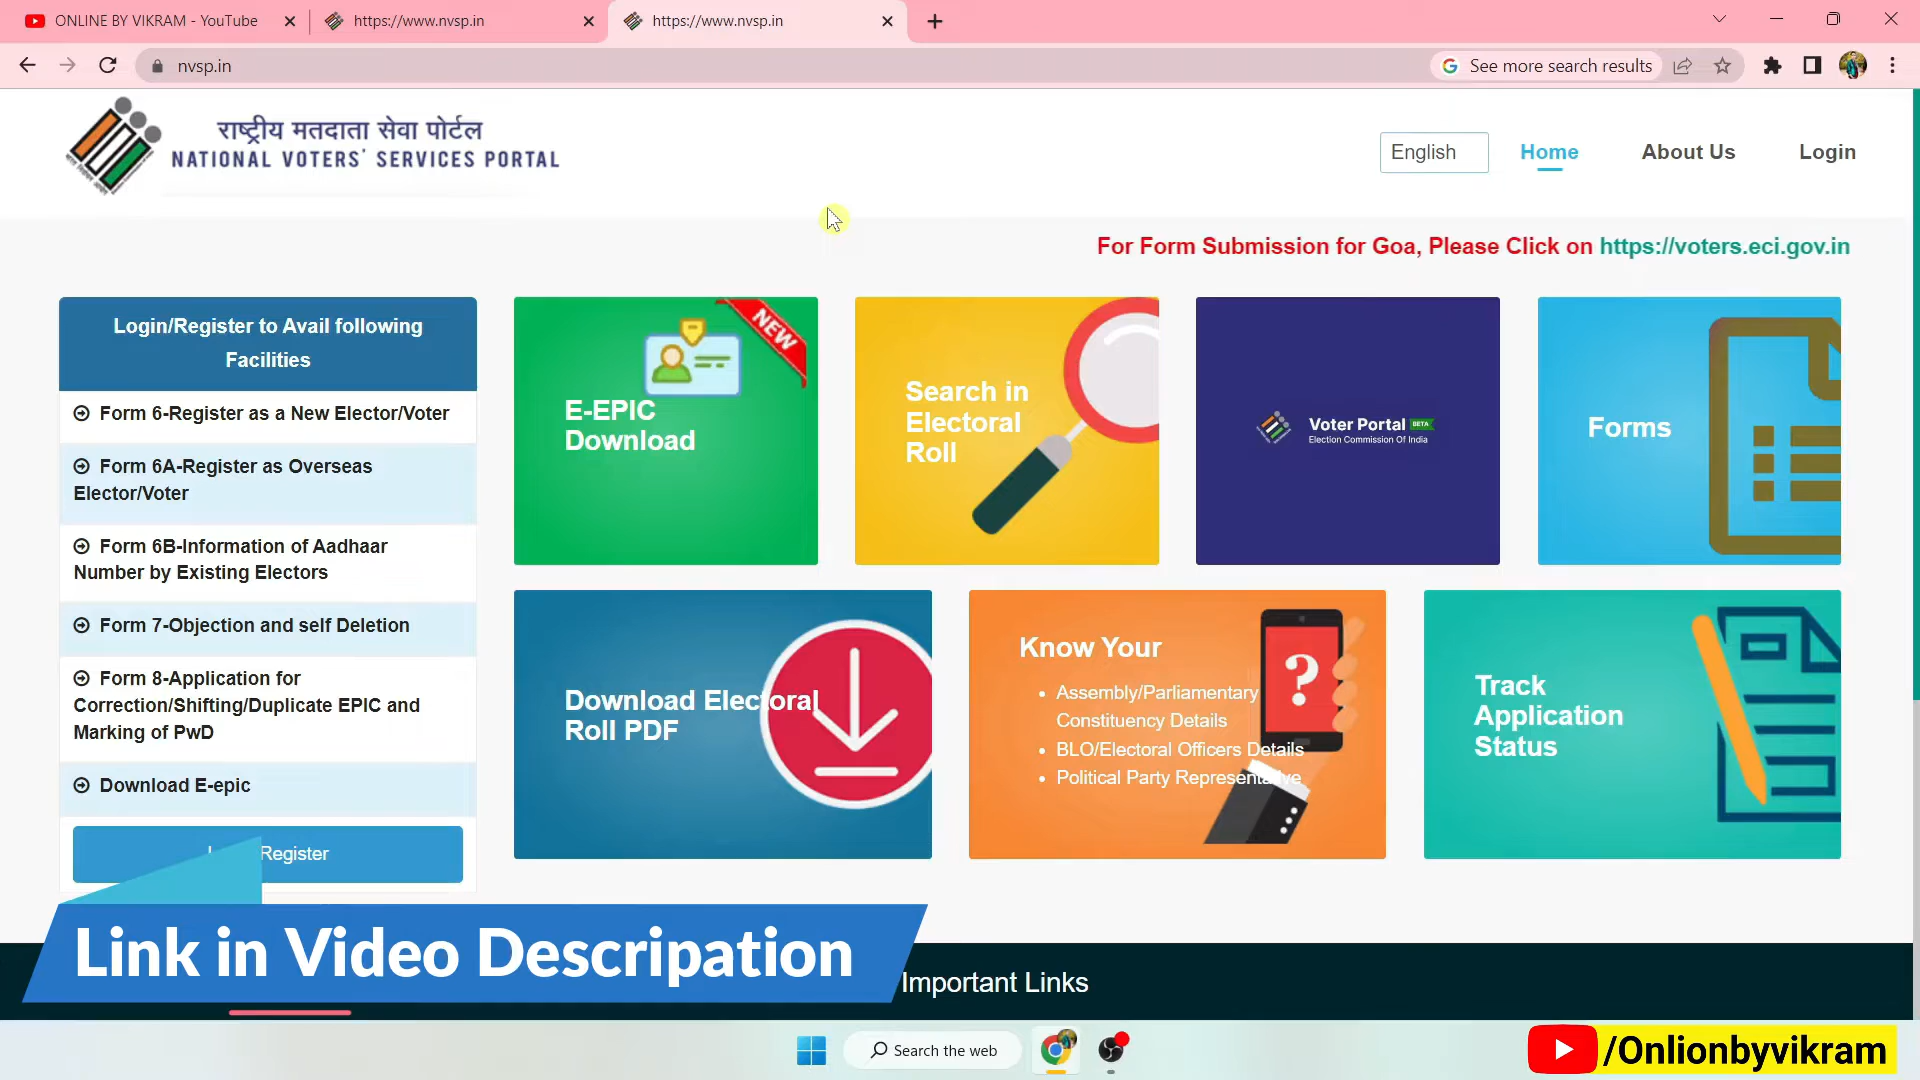 ONLINE BY VIKRAM - YouTube
https://www.nvsp.in
https://www.nvsp.in
nvsp.in
See more search results
राष्ट्रीय मतदाता सेवा पोर्टल
NATIONAL VOTERS' SERVICES PORTAL
English
Home
About Us
Login
For Form Submission for Goa, Please Click on https://voters.eci.gov.in
Login/Register to Avail following
Facilities
Form 6-Register as a New Elector/Voter
Form 6A-Register as Overseas
Elector/Voter
Form 6B-Information of Aadhaar
Number by Existing Electors
Form 7-Objection and self Deletion
Form 8-Application for
Correction/Shifting/Duplicate EPIC and
Marking of PwD
Download E-epic
Register
NEW
E-EPIC
Download
Search in
Electoral
Roll
Voter Portal BETA
Election Commission Of India
Forms
Download Electoral
Roll PDF
Know Your
Assembly/Parliamentary
Constituency Details
BLO/Electoral Officers Details
Political Party Representative
?
Track
Application
Status
Link in Video Descripation
Important Links
Search the web
/Onlionbyvikram